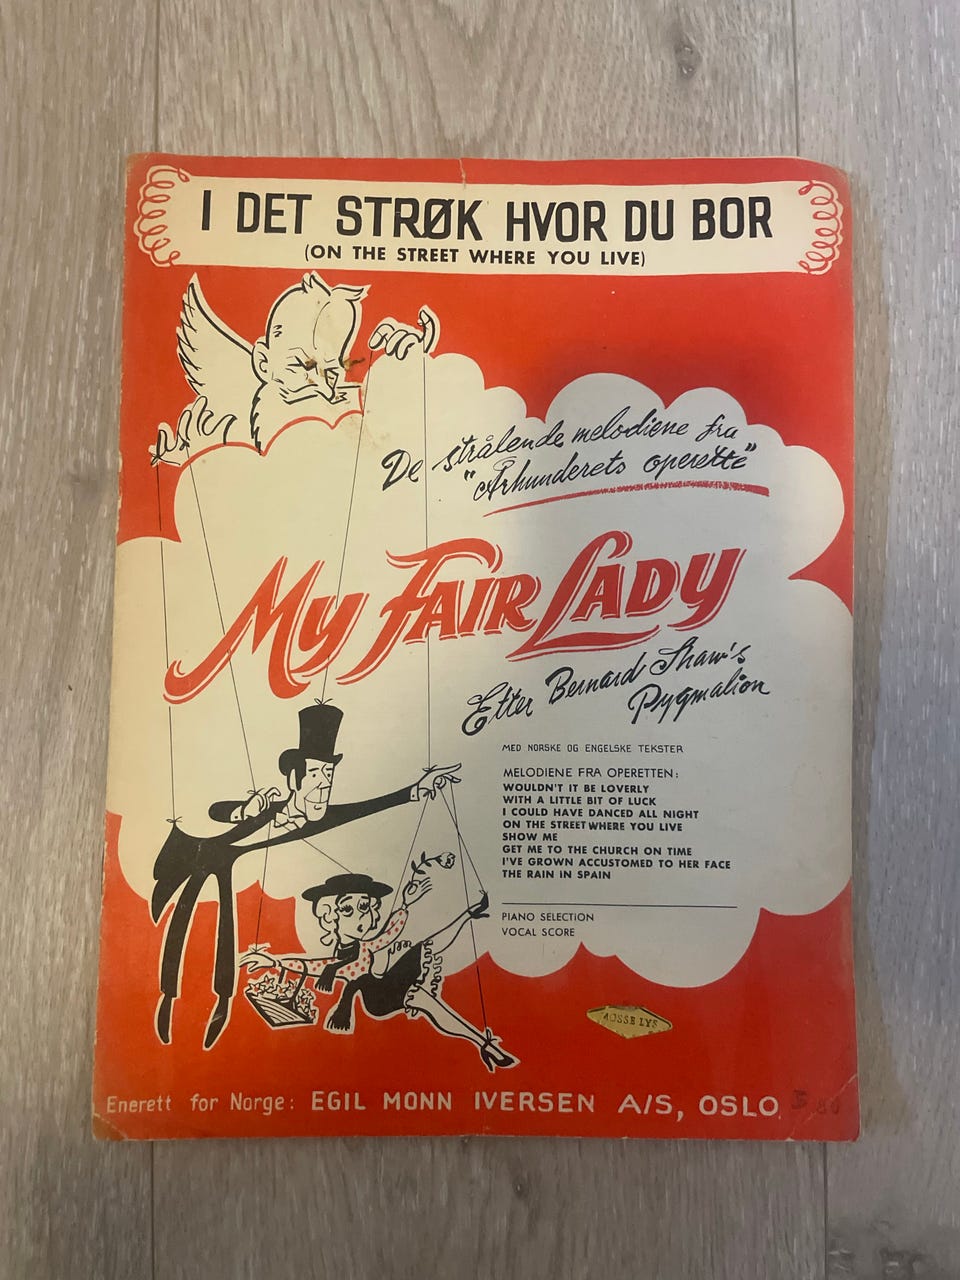 I DET STRØK HVOR DU BOR
(ON THE STREET WHERE YOU LIVE)
De strålende melodiene fra
"Århunderets operette"
MY FAIR LADY
Etter Bernard Shaw's
Pygmalion
MED NORSKE OG ENGELSKE TEKSTER
MELODIENE FRA OPERETTEN:
WOULDN'T IT BE LOVERLY
WITH A LITTLE BIT OF LUCK
I COULD HAVE DANCED ALL NIGHT
ON THE STREET WHERE YOU LIVE
SHOW ME
GET ME TO THE CHURCH ON TIME
I'VE GROWN ACCUSTOMED TO HER FACE
THE RAIN IN SPAIN
PIANO SELECTION
VOCAL SCORE
Enerett for Norge: EGIL MONN IVERSEN A/S, OSLO